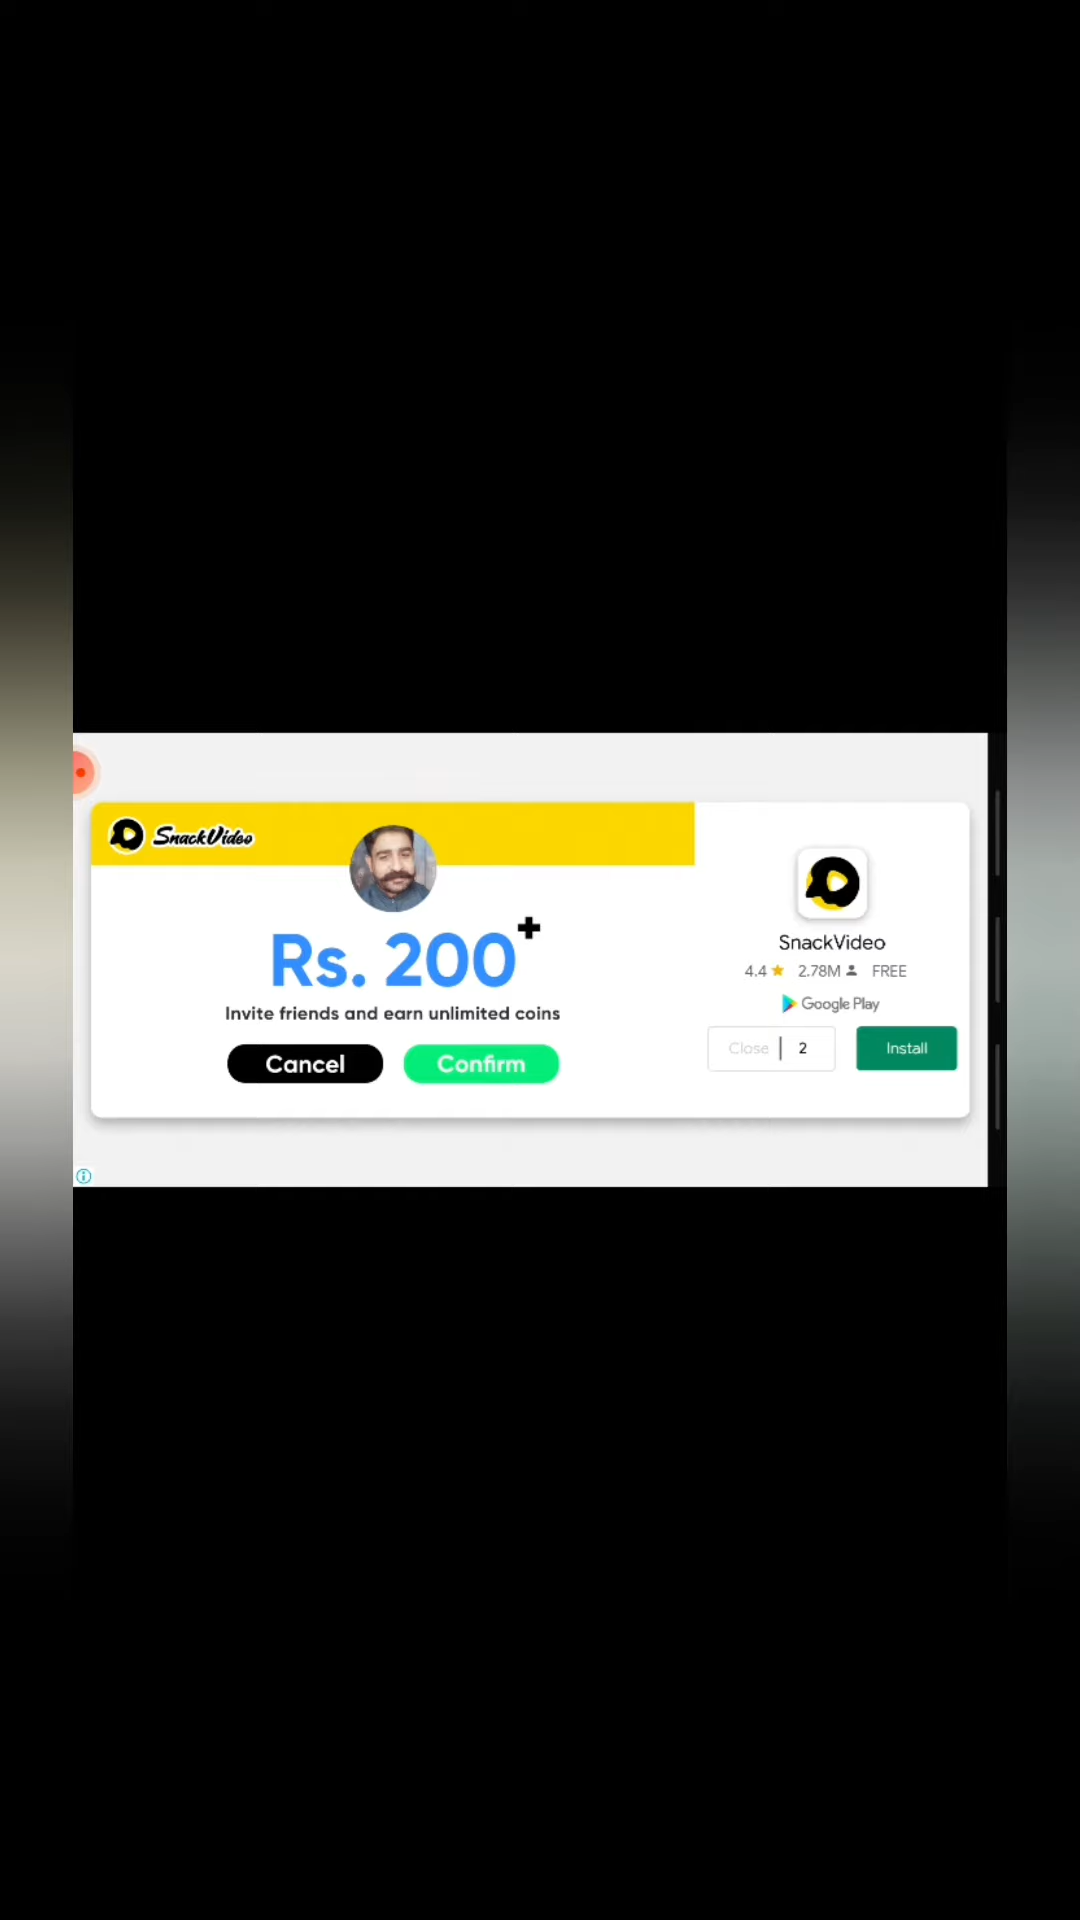 SnackVideo
Rs. 200+
Invite friends and earn unlimited coins
Cancel
Confirm
SnackVideo
4.4 ★ 2.78M FREE
Google Play
Close | 2
Install